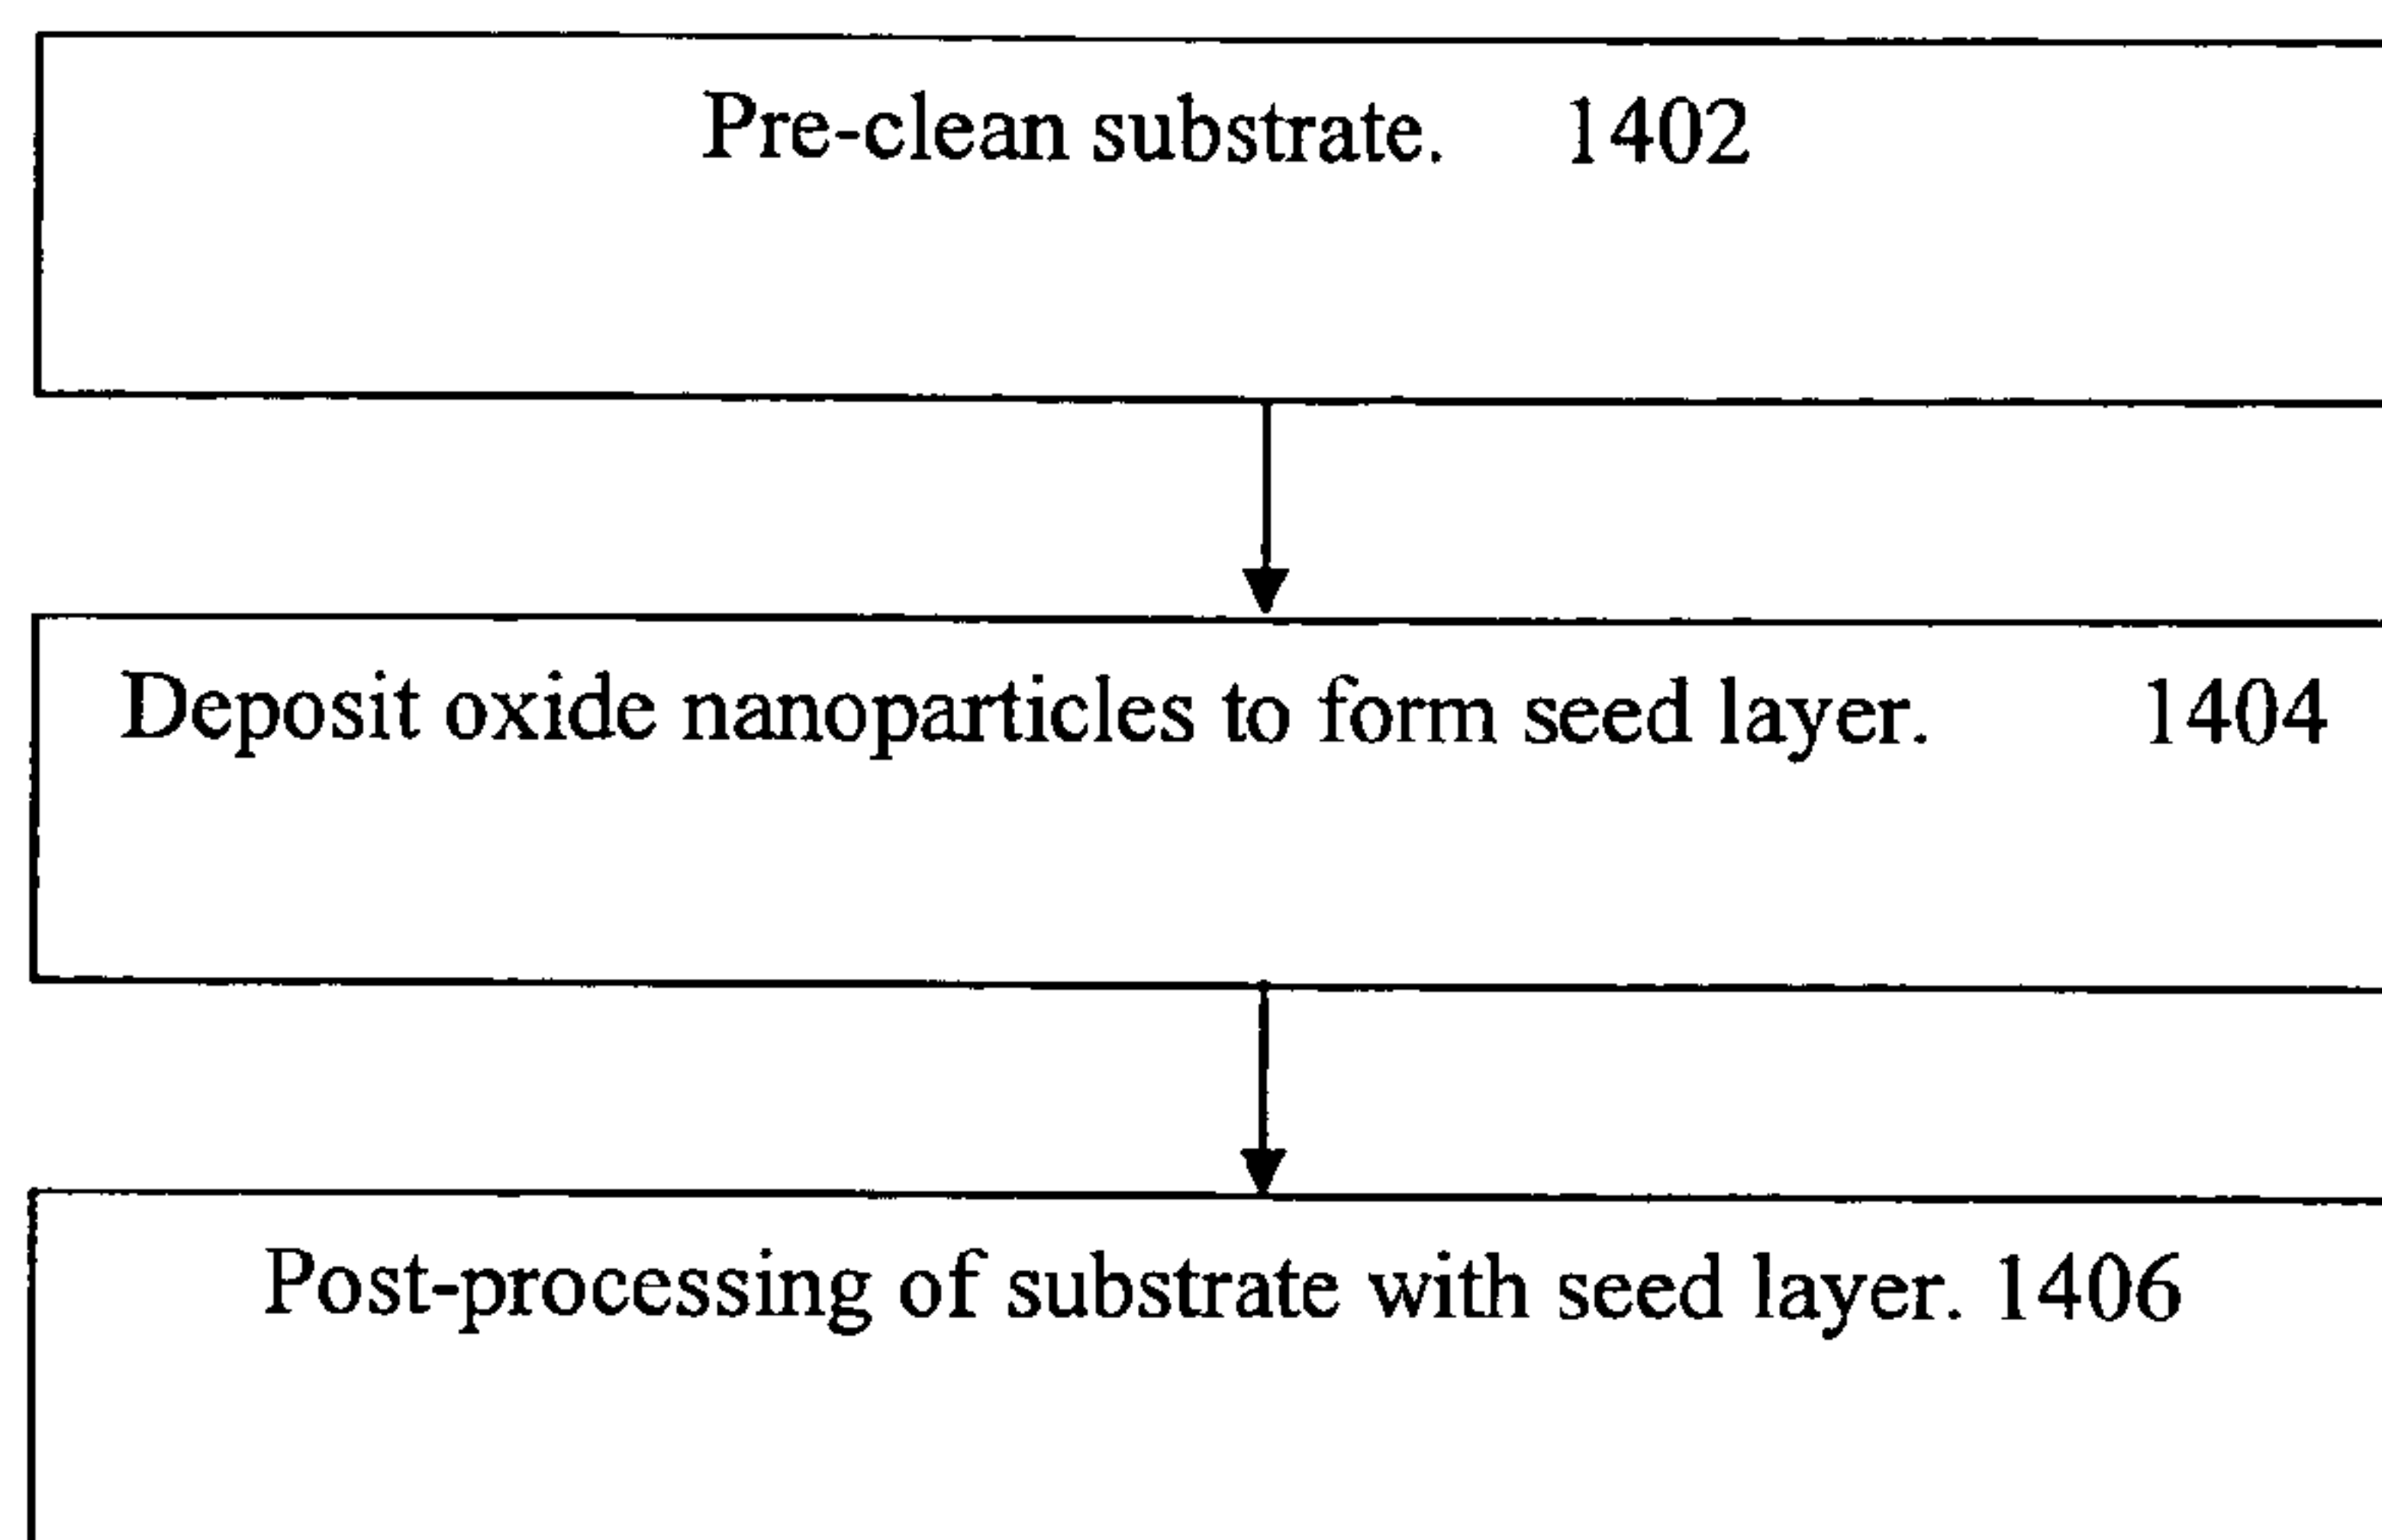 Pre-clean substrate. 1402
Deposit oxide nanoparticles to form seed layer. 1404
Post-processing of substrate with seed layer. 1406